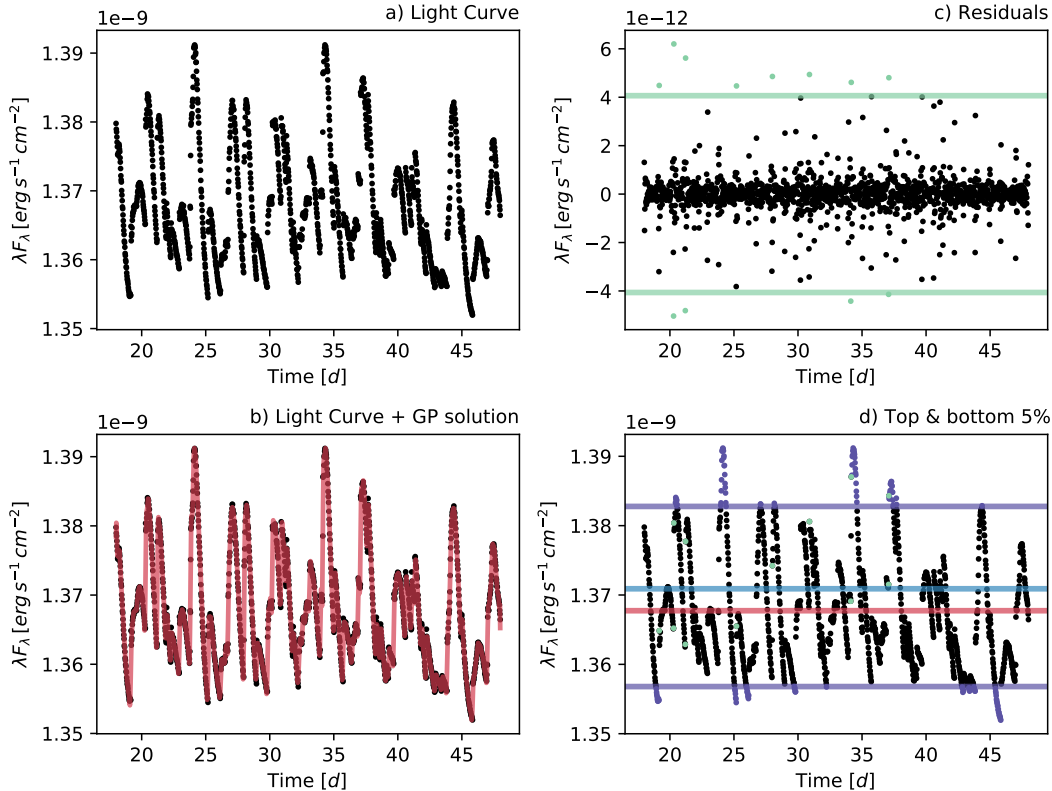 a) Light Curve
1e−9
1.39
1.38
1.37
1.36
1.35
λFλ [erg s−1 cm−2]
20 25 30 35 40 45
Time [d]
c) Residuals
1e−12
6
4
2
0
−2
−4
λFλ [erg s−1 cm−2]
20 25 30 35 40 45
Time [d]
b) Light Curve + GP solution
1e−9
1.39
1.38
1.37
1.36
1.35
λFλ [erg s−1 cm−2]
20 25 30 35 40 45
Time [d]
d) Top & bottom 5%
1e−9
1.39
1.38
1.37
1.36
1.35
λFλ [erg s−1 cm−2]
20 25 30 35 40 45
Time [d]